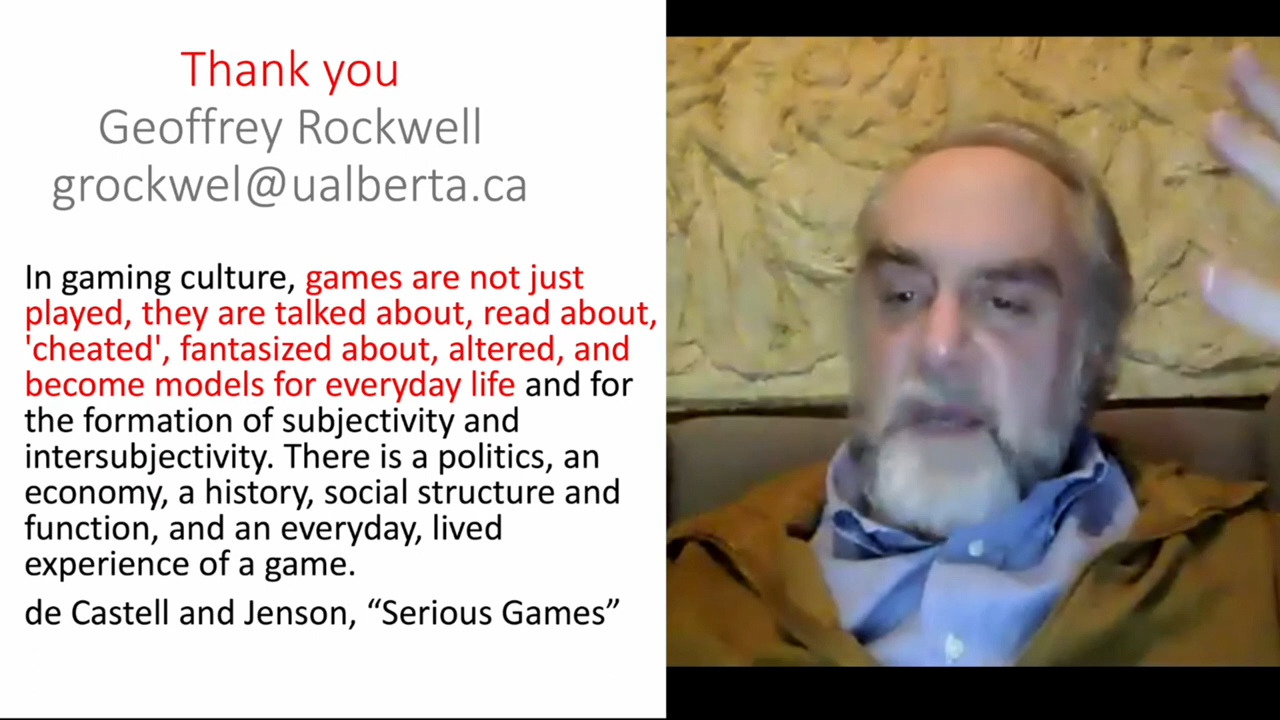 Thank you
Geoffrey Rockwell
grockwel@ualberta.ca
In gaming culture, games are not just
played, they are talked about, read about,
'cheated', fantasized about, altered, and
become models for everyday life and for
the formation of subjectivity and
intersubjectivity. There is a politics, an
economy, a history, social structure and
function, and an everyday, lived
experience of a game.
de Castell and Jenson, “Serious Games”